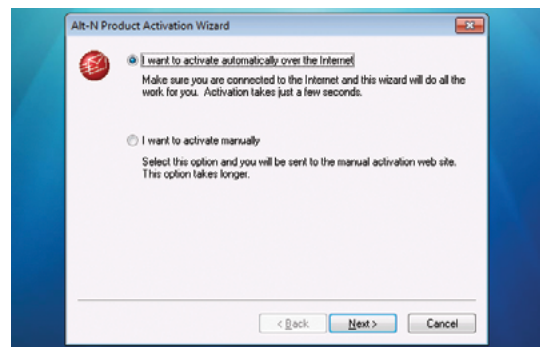 Alt-N Product Activation Wizard
I want to activate automatically over the Internet
Make sure you are connected to the Internet and this wizard will do all the
work for you. Activation takes just a few seconds.
I want to activate manually
Select this option and you will be sent to the manual activation web site.
This option takes longer.
< Back Next > Cancel